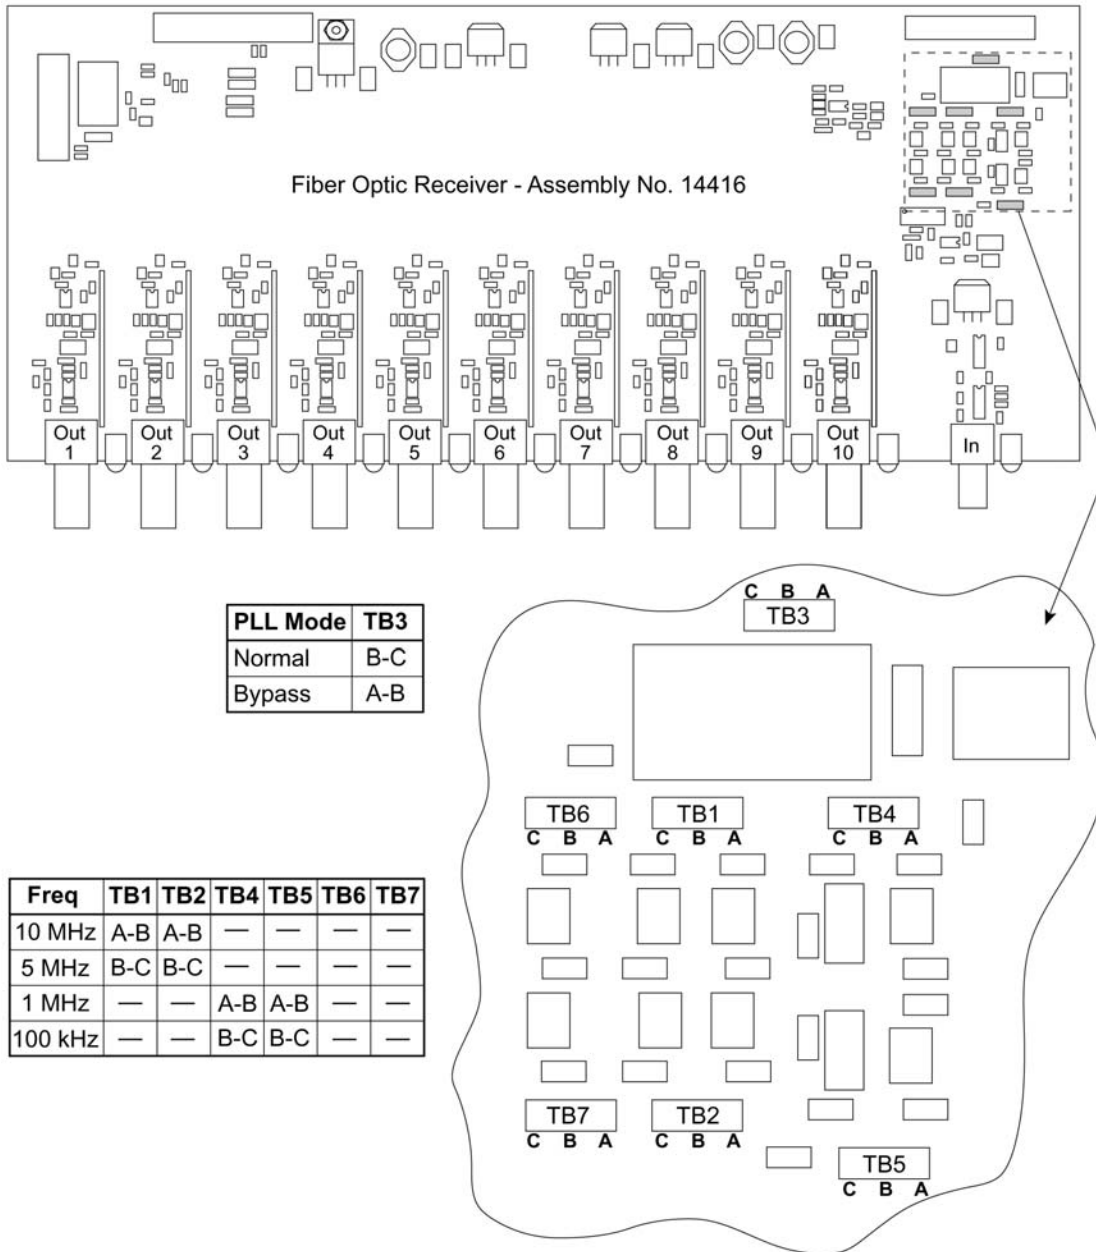 Fiber Optic Receiver - Assembly No. 14416
Out 1
Out 2
Out 3
Out 4
Out 5
Out 6
Out 7
Out 8
Out 9
Out 10
In
PLL Mode TB3
Normal B-C
Bypass A-B
C B A
TB3
TB6 TB1 TB4
C B A C B A C B A
Freq TB1 TB2 TB4 TB5 TB6 TB7
10 MHz A-B A-B — — — —
5 MHz B-C B-C — — — —
1 MHz — — A-B A-B — —
100 kHz — — B-C B-C — —
TB7 TB2
C B A C B A
TB5
C B A